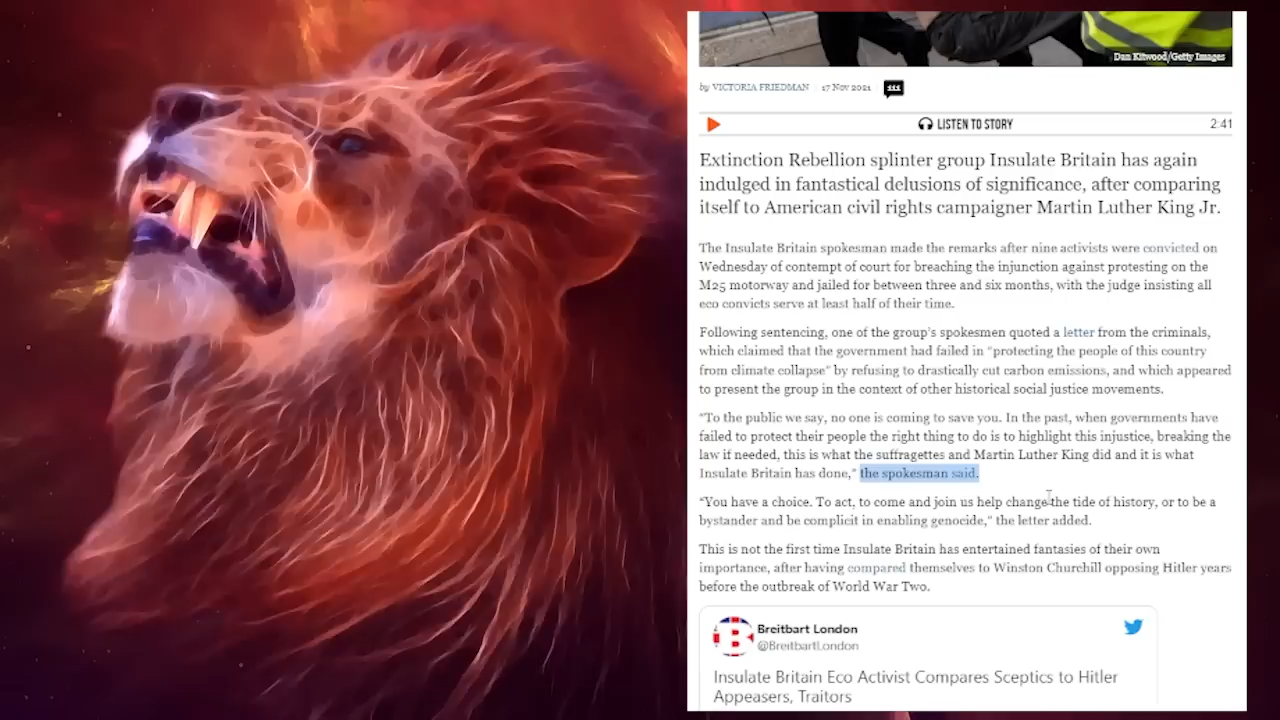 Dan Kitwood/Getty Images
by VICTORIA FRIEDMAN | 17 Nov 2021 111
LISTEN TO STORY 2:41
Extinction Rebellion splinter group Insulate Britain has again
indulged in fantastical delusions of significance, after comparing
itself to American civil rights campaigner Martin Luther King Jr.
The Insulate Britain spokesman made the remarks after nine activists were convicted on
Wednesday of contempt of court for breaching the injunction against protesting on the
M25 motorway and jailed for between three and six months, with the judge insisting all
eco convicts serve at least half of their time.
Following sentencing, one of the group's spokesmen quoted a letter from the criminals,
which claimed that the government had failed in "protecting the people of this country
from climate collapse" by refusing to drastically cut carbon emissions, and which appeared
to present the group in the context of other historical social justice movements.
"To the public we say, no one is coming to save you. In the past, when governments have
failed to protect their people the right thing to do is to highlight this injustice, breaking the
law if needed, this is what the suffragettes and Martin Luther King did and it is what
Insulate Britain has done," the spokesman said.
"You have a choice. To act, to come and join us help change the tide of history, or to be a
bystander and be complicit in enabling genocide," the letter added.
This is not the first time Insulate Britain has entertained fantasies of their own
importance, after having compared themselves to Winston Churchill opposing Hitler years
before the outbreak of World War Two.
B Breitbart London
@BreitbartLondon
Insulate Britain Eco Activist Compares Sceptics to Hitler
Appeasers, Traitors